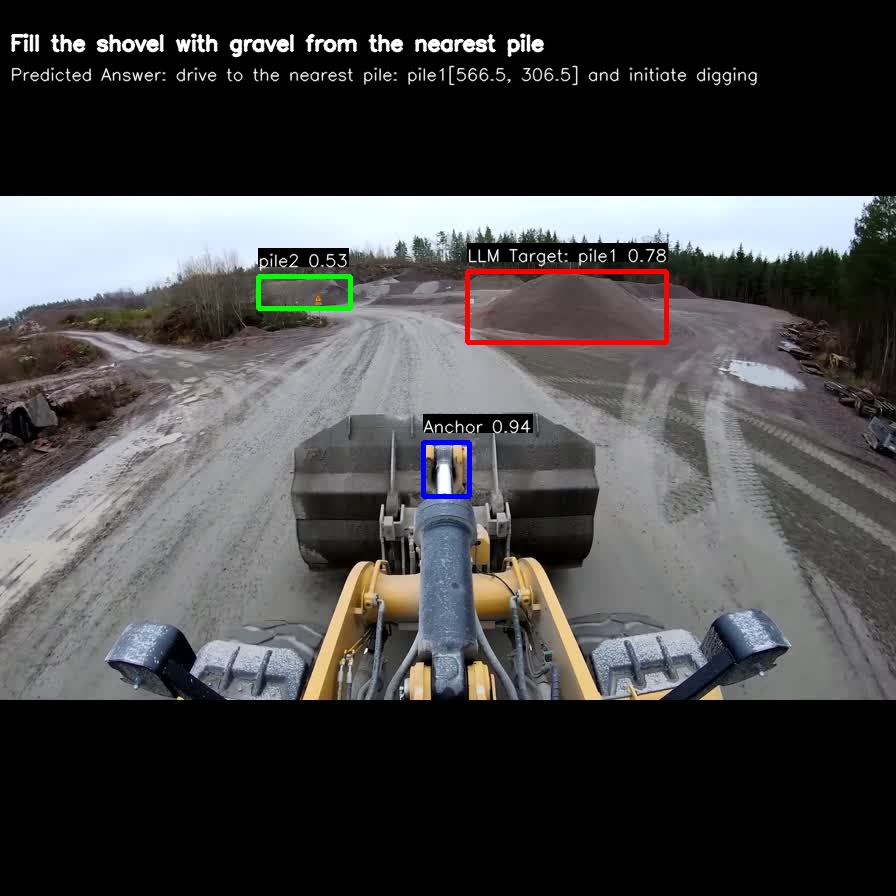 Fill the shovel with gravel from the nearest pile
Predicted Answer: drive to the nearest pile: pile1[566.5, 306.5] and initiate digging
pile2 0.53
LLM Target: pile1 0.78
Anchor 0.94